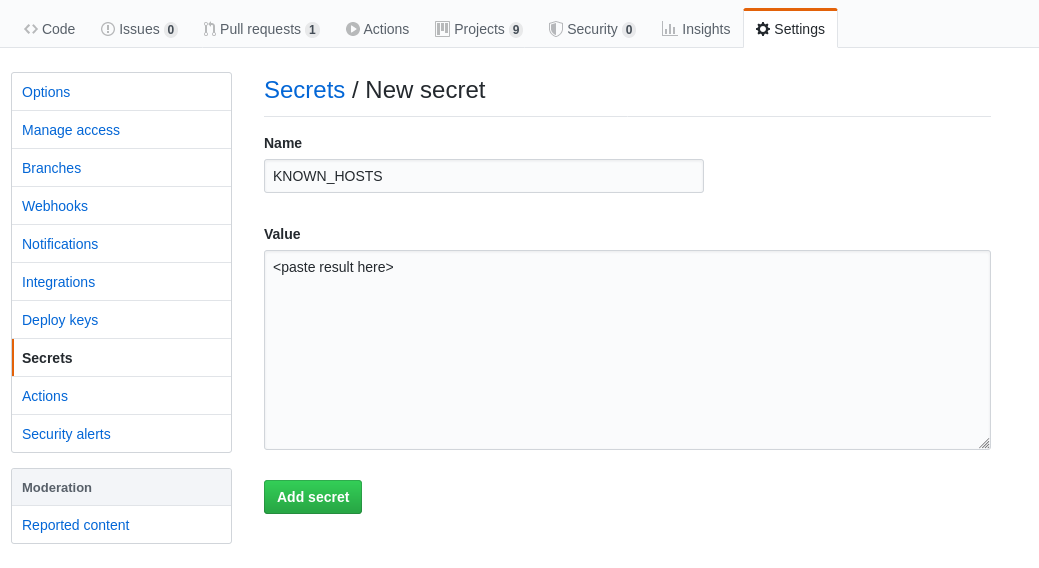 Code Issues 0 Pull requests 1 Actions Projects 9 Security 0 Insights Settings
Options
Manage access
Branches
Webhooks
Notifications
Integrations
Deploy keys
Secrets
Actions
Security alerts
Moderation
Reported content
Secrets / New secret
Name
KNOWN_HOSTS
Value
<paste result here>
Add secret